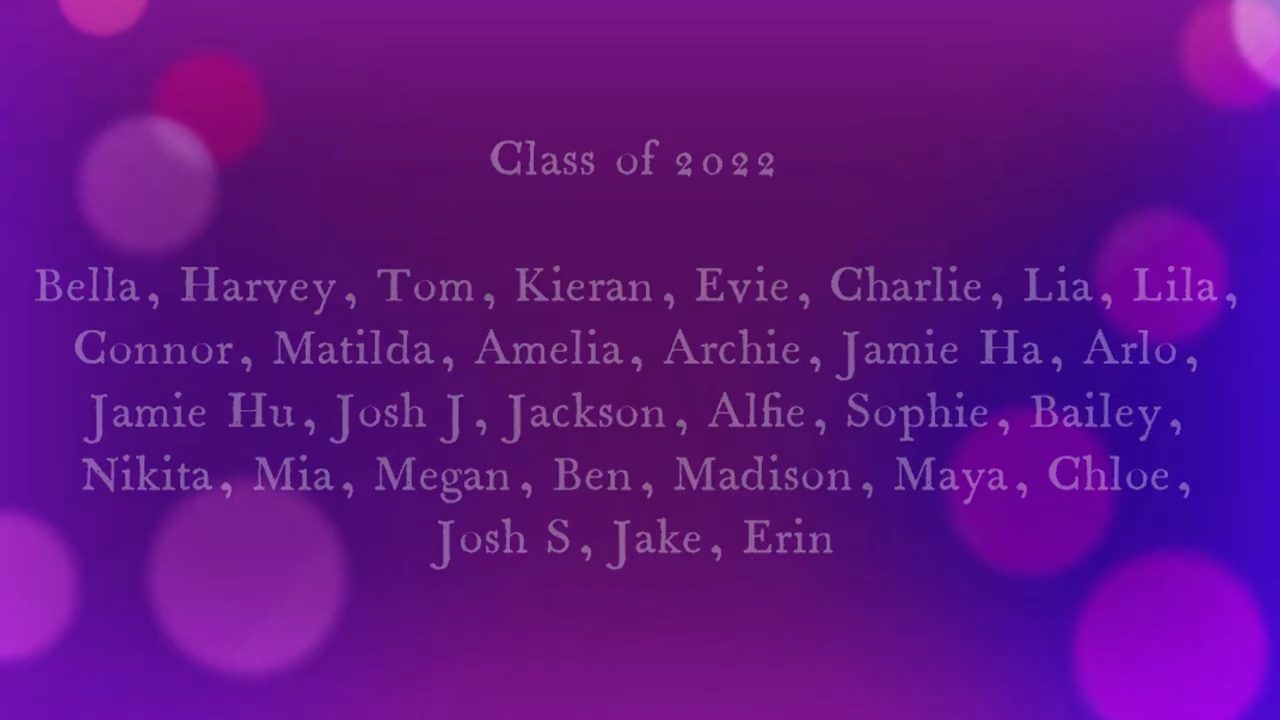 Class of 2022
Bella, Harvey, Tom, Kieran, Evie, Charlie, Lia, Lila,
Connor, Matilda, Amelia, Archie, Jamie Ha, Arlo,
Jamie Hu, Josh J, Jackson, Alfie, Sophie, Bailey,
Nikita, Mia, Megan, Ben, Madison, Maya, Chloe,
Josh S, Jake, Erin